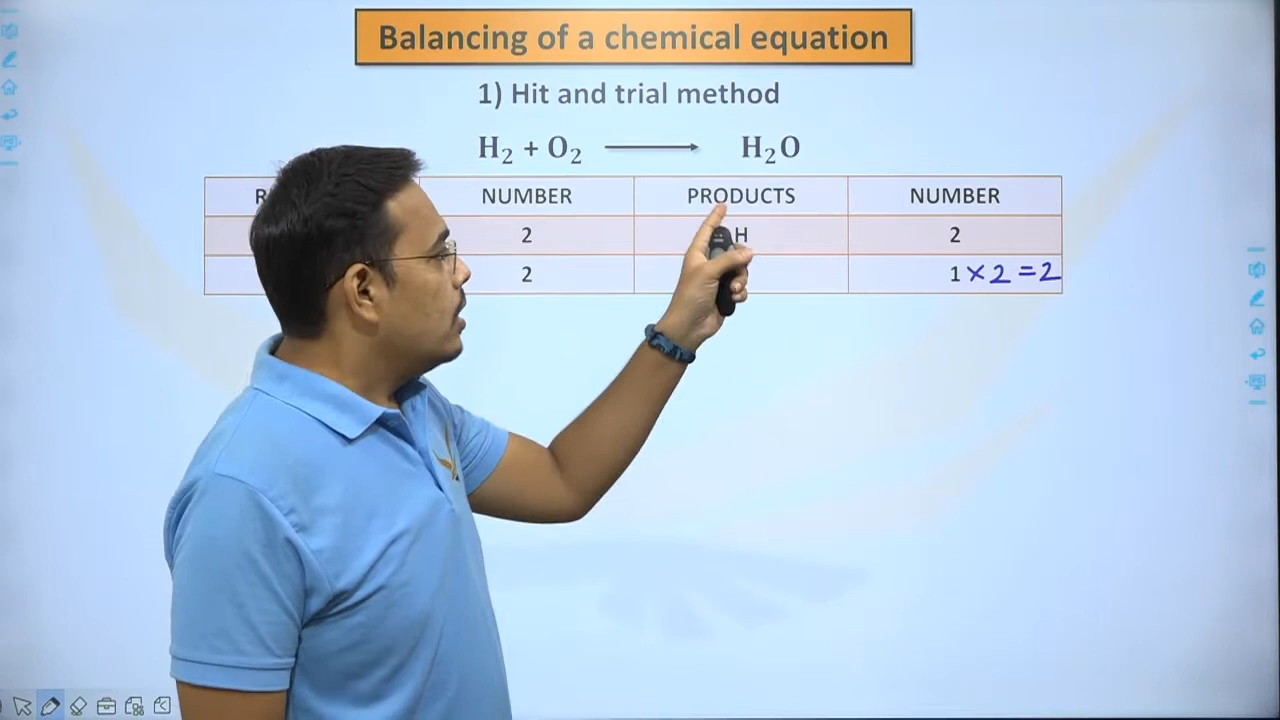 Balancing of a chemical equation
1) Hit and trial method
H₂ + O₂ ⟶ H₂O
R NUMBER PRODUCTS NUMBER
2 H 2
2 1 × 2 = 2